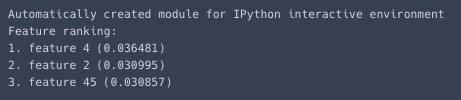 Automatically created module for IPython interactive environment
Feature ranking:
1. feature 4 (0.036481)
2. feature 2 (0.030995)
3. feature 45 (0.030857)